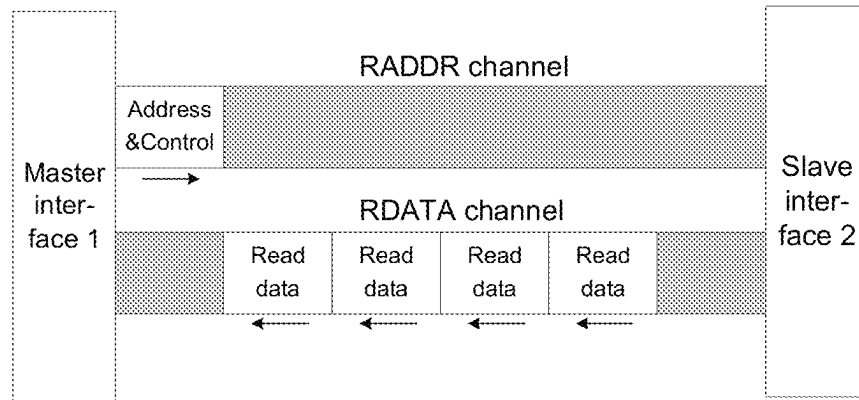 RADDR channel
Address
&Control
Master
inter-
face 1
Slave
inter-
face 2
RDATA channel
Read
data
Read
data
Read
data
Read
data